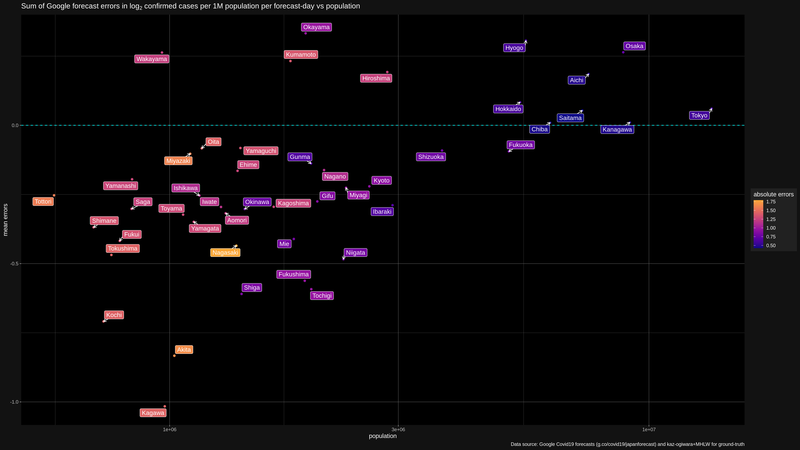 Sum of Google forecast errors in log2 confirmed cases per 1M population per forecast-day vs population
Okayama
Osaka
Hyogo
Kumamoto
Wakayama
Hiroshima
Aichi
Hokkaido
Tokyo
Saitama
0.0
Chiba
Kanagawa
Oita
Fukuoka
Yamaguchi
Miyazaki
Gunma
Shizuoka
Ehime
Nagano
Kyoto
Yamanashi
Ishikawa
Gifu
Miyagi
Tottori
Saga
Iwate
Okinawa
Kagoshima
Toyama
Ibaraki
Shimane
Aomori
Yamagata
Fukui
Mie
Tokushima
Nagasaki
Niigata
-0.5
Fukushima
Shiga
Tochigi
Kochi
Akita
-1.0
Kagawa
mean errors
1e+06
3e+06
1e+07
population
absolute errors
1.75
1.50
1.25
1.00
0.75
0.50
Data source: Google Covid19 forecasts (g.co/covid19/japanforecast) and kaz-ogiwara+MHLW for ground-truth